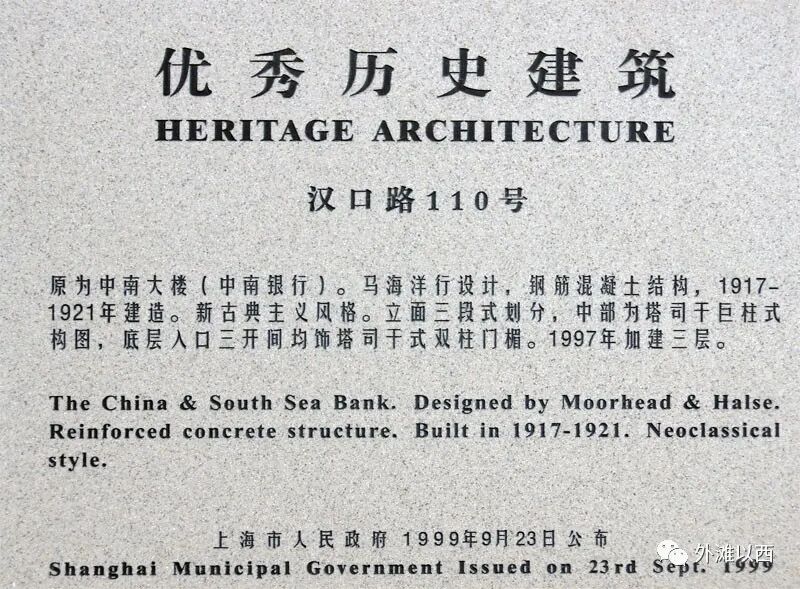 优秀历史建筑
HERITAGE ARCHITECTURE
汉口路110号
原为中南大楼（中南银行）。马海洋行设计，钢筋混凝土结构，1917-
1921年建造。新古典主义风格。立面三段式划分，中部为塔司干巨柱式
构图，底层入口三开间均饰塔司干式双柱门楣。1997年加建三层。
The China & South Sea Bank. Designed by Moorhead & Halse.
Reinforced concrete structure. Built in 1917-1921. Neoclassical
style.
上海市人民政府 1999年9月23日公布
Shanghai Municipal Government Issued on 23rd Sept. 1999
外滩以西